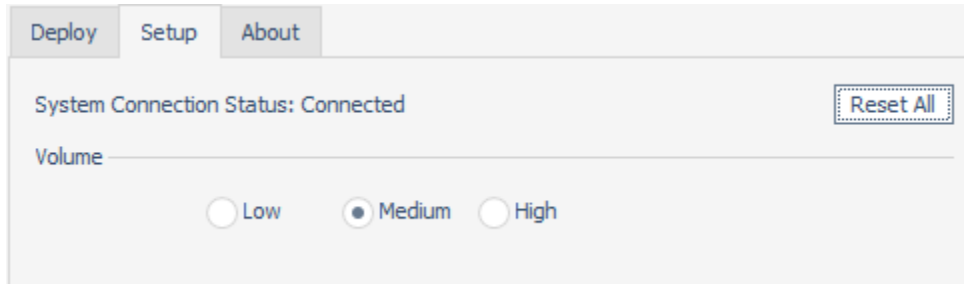 Deploy Setup About
System Connection Status: Connected Reset All
Volume
Low Medium High